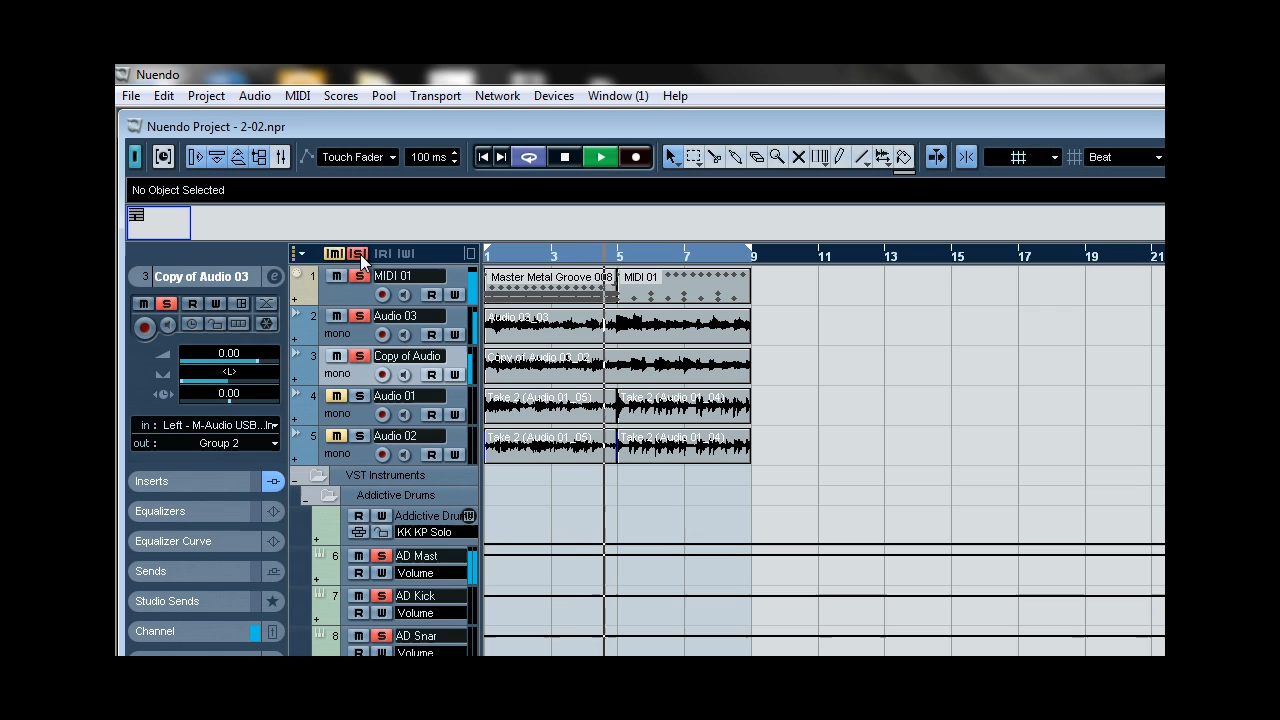 Nuendo
File Edit Project Audio MIDI Scores Pool Transport Network Devices Window (1) Help
Nuendo Project - 2-02.npr
Touch Fader 100 ms Beat
No Object Selected
1 3 5 7 9 11 13 15 17 19 21
3 Copy of Audio 03
m S R W
0.00
<L>
0.00
in : Left - M-Audio USB...In
out : Group 2
Inserts
Equalizers
Equalizer Curve
Sends
Studio Sends
Channel
1 m S MIDI 01
R W
Master Metal Groove 008 MIDI 01
2 m S Audio 03
mono R W
Audio 03_03
3 m S Copy of Audio
mono R W
Copy of Audio 03_02
4 m S Audio 01
mono R W
Take 2 (Audio 01_05) Take 2 (Audio 01_04)
5 m S Audio 02
mono R W
Take 2 (Audio 01_05) Take 2 (Audio 01_04)
VST Instruments
Addictive Drums
R W Addictive Dru
KK KP Solo
6 m S AD Mast
R W Volume
7 m S AD Kick
R W Volume
8 m S AD Snar
R W Volume